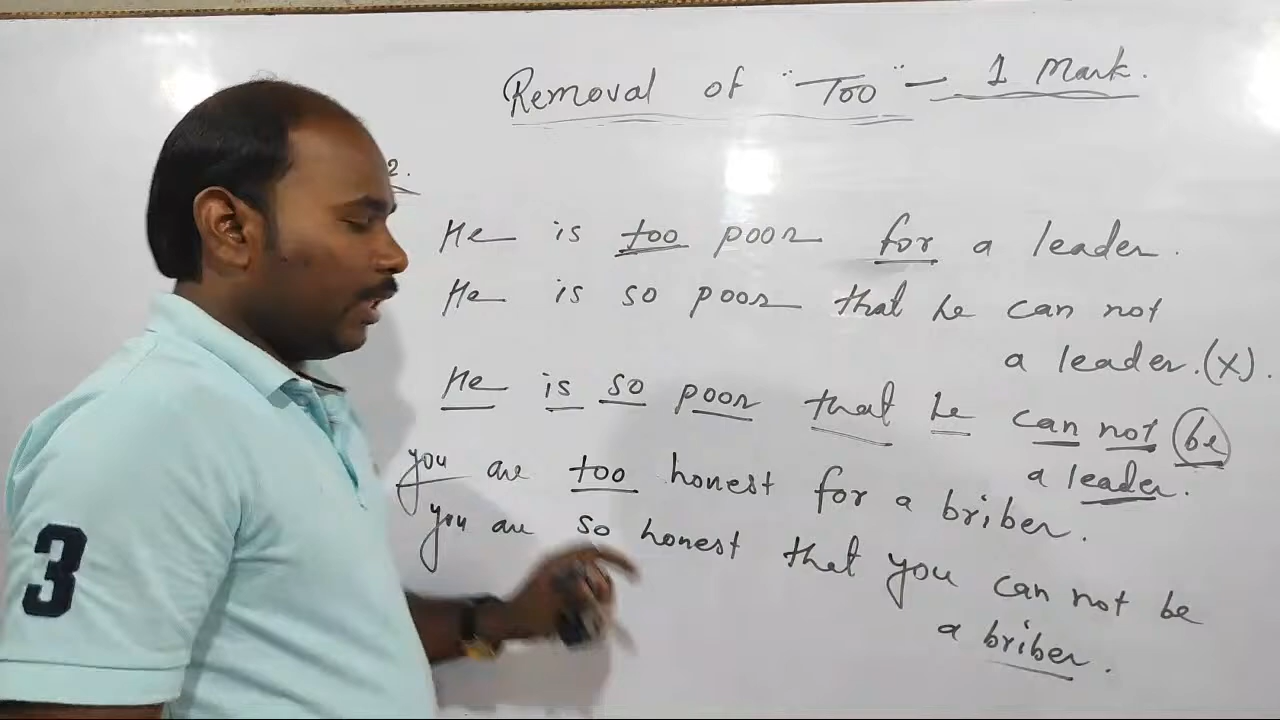 Removal of "Too" - 1 Mark.
2.
He is too poor for a leader.
He is so poor that he can not
a leader. (x).
He is so poor that he can not be
a leader.
you are too honest for a briber.
you are so honest that you can not be
a briber.
3